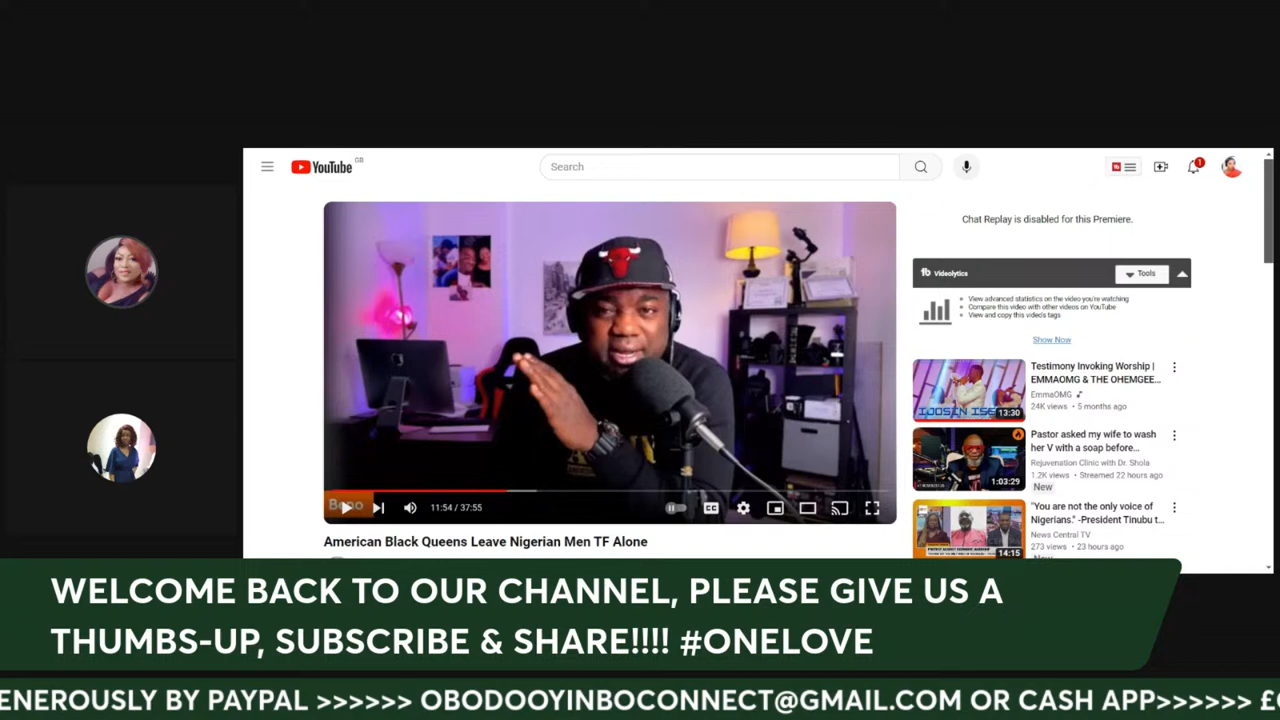 YouTube GB
Search
1
Chat Replay is disabled for this Premiere.
Videolytics
Tools
View advanced statistics on the video you're watching
Compare this video with other videos on YouTube
View and copy this video's tags
Show Now
Testimony Invoking Worship |
EMMAOMG & THE OHEMGEE...
EmmaOMG
24K views • 5 months ago
13:30
Pastor asked my wife to wash
her V with a soap before...
Rejuvenation Clinic with Dr. Shola
1.2K views • Streamed 22 hours ago
New
1:03:29
"You are not the only voice of
Nigerians." -President Tinubu t...
News Central TV
273 views • 23 hours ago
14:15
11:54 / 37:55
CC
American Black Queens Leave Nigerian Men TF Alone
WELCOME BACK TO OUR CHANNEL, PLEASE GIVE US A
THUMBS-UP, SUBSCRIBE & SHARE!!!! #ONELOVE
ENEROUSLY BY PAYPAL >>>>>> OBODOOYINBOCONNECT@GMAIL.COM OR CASH APP>>>>>> £